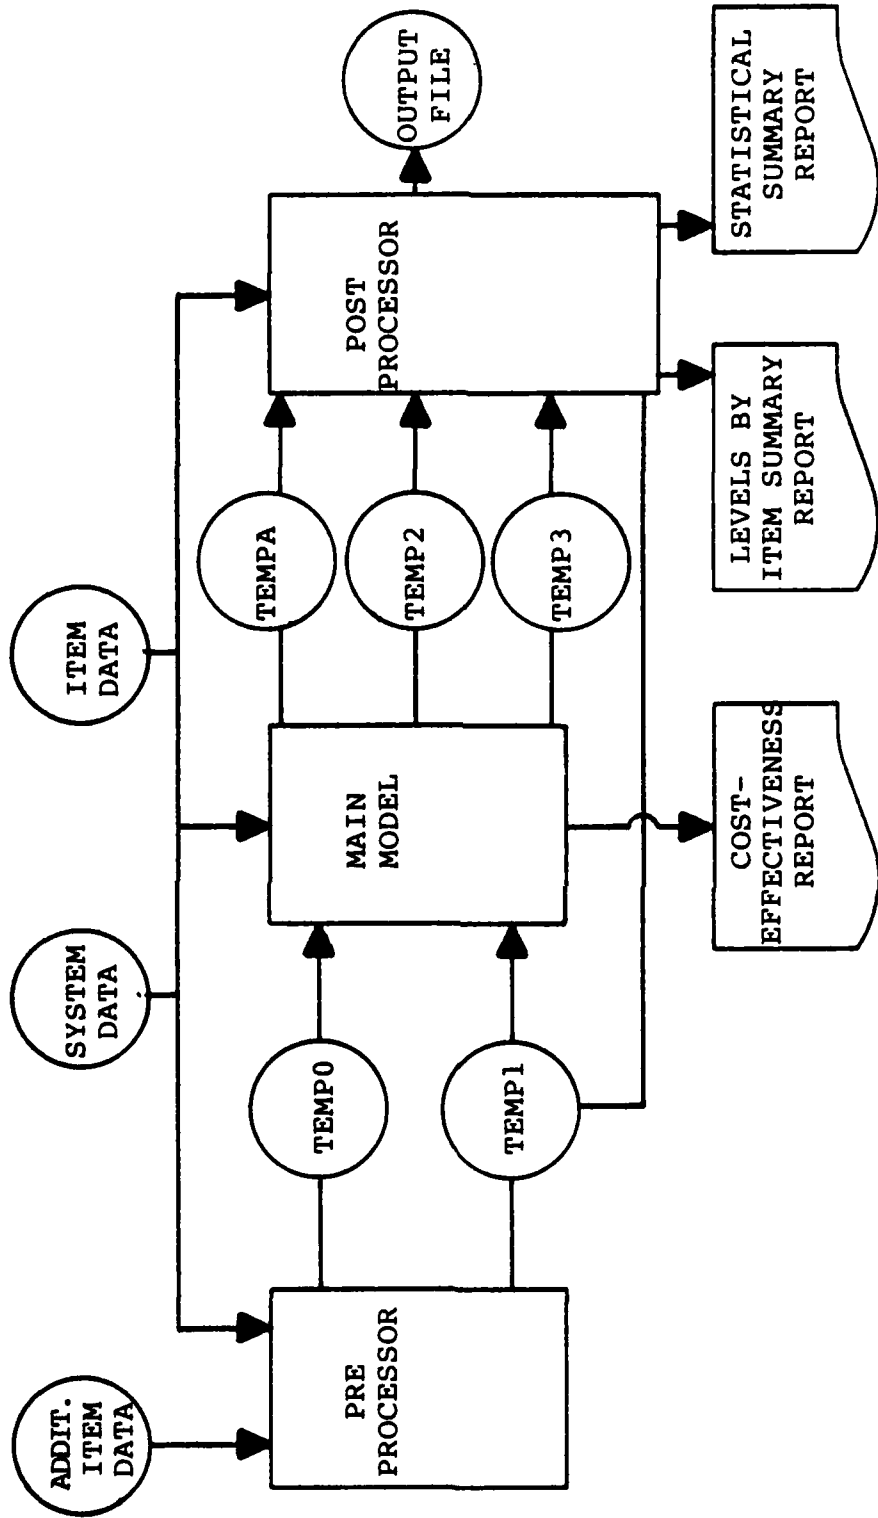 ADDIT.
ITEM
DATA
SYSTEM
DATA
ITEM
DATA
PRE
PROCESSOR
TEMP0
TEMP1
MAIN
MODEL
TEMPA
TEMP2
TEMP3
POST
PROCESSOR
OUTPUT
FILE
COST-
EFFECTIVENESS
REPORT
LEVELS BY
ITEM SUMMARY
REPORT
STATISTICAL
SUMMARY
REPORT